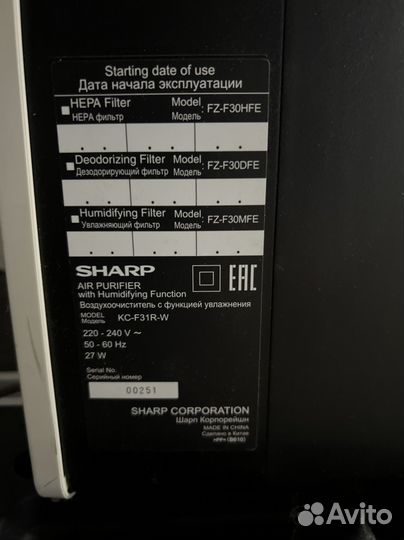 Starting date of use
Дата начала эксплуатации
HEPA Filter Model FZ-F30HFE
HEPA фильтр Модель:
Deodorizing Filter Model FZ-F30DFE
Дезодорирующий фильтр Модель:
Humidifying Filter Model FZ-F30MFE
Увлажняющий фильтр Модель:
SHARP
EAC
AIR PURIFIER
with Humidifying Function
Воздухоочиститель с функцией увлажнения
MODEL
Модель KC-F31R-W
220 - 240 V ~
50 - 60 Hz
27 W
Serial No.
Серийный номер
00251
SHARP CORPORATION
Шарп Корпорейшн
MADE IN CHINA
Сделано в Китае
>PP< (B610)
Avito